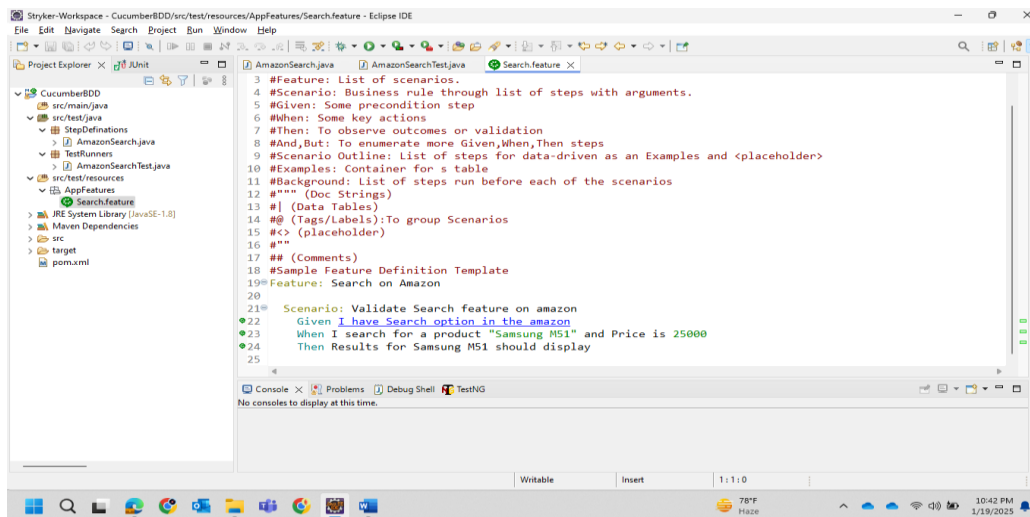 Stryker-Workspace - CucumberBDD/src/test/resources/AppFeatures/Search.feature - Eclipse IDE
File Edit Navigate Search Project Run Window Help
Project Explorer JUnit
AmazonSearch.java AmazonSearchTest.java Search.feature
CucumberBDD
src/main/java
src/test/java
StepDefinations
AmazonSearch.java
TestRunners
AmazonSearchTest.java
src/test/resources
AppFeatures
Search.feature
JRE System Library [JavaSE-1.8]
Maven Dependencies
src
target
pom.xml
3 #Feature: List of scenarios.
4 #Scenario: Business rule through list of steps with arguments.
5 #Given: Some precondition step
6 #When: Some key actions
7 #Then: To observe outcomes or validation
8 #And,But: To enumerate more Given,When,Then steps
9 #Scenario Outline: List of steps for data-driven as an Examples and <placeholder>
10 #Examples: Container for s table
11 #Background: List of steps run before each of the scenarios
12 #""" (Doc Strings)
13 #| (Data Tables)
14 #@ (Tags/Labels):To group Scenarios
15 #<> (placeholder)
16 #""
17 ## (Comments)
18 #Sample Feature Definition Template
19 Feature: Search on Amazon
20
21 Scenario: Validate Search feature on amazon
22 Given I have Search option in the amazon
23 When I search for a product "Samsung M51" and Price is 25000
24 Then Results for Samsung M51 should display
25
Console Problems Debug Shell TestNG
No consoles to display at this time.
Writable Insert 1:1:0
78°F
Haze
10:42 PM
1/19/2025